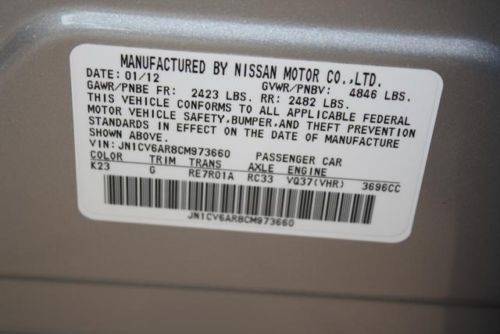 MANUFACTURED BY NISSAN MOTOR CO.,LTD.
DATE: 01/12 GVWR/PNBV: 4846 LBS.
GAWR/PNBE FR: 2423 LBS. RR: 2482 LBS.
THIS VEHICLE CONFORMS TO ALL APPLICABLE FEDERAL
MOTOR VEHICLE SAFETY,BUMPER,AND THEFT PREVENTION
STANDARDS IN EFFECT ON THE DATE OF MANUFACTURE
SHOWN ABOVE.
VIN: JN1CV6AR8CM973660 PASSENGER CAR
COLOR TRIM TRANS AXLE ENGINE
K23 G RE7R01A RC33 VQ37(VHR) 3696CC
JN1CV6AR8CM973660